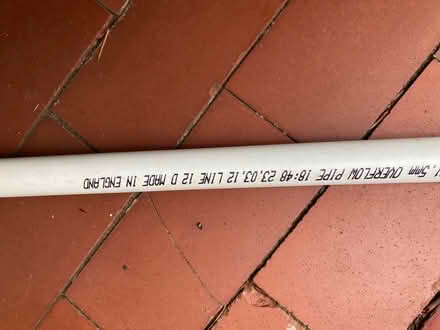 .5mm OVERFLOW PIPE 18:48 23.03.12 LINE 12 D MADE IN ENGLAND